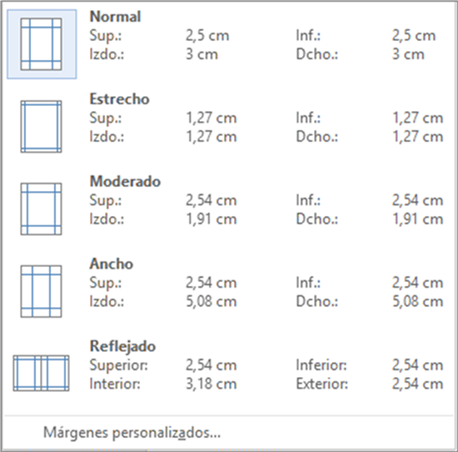 Normal
Sup.: 2,5 cm Inf.: 2,5 cm
Izdo.: 3 cm Dcho.: 3 cm
Estrecho
Sup.: 1,27 cm Inf.: 1,27 cm
Izdo.: 1,27 cm Dcho.: 1,27 cm
Moderado
Sup.: 2,54 cm Inf.: 2,54 cm
Izdo.: 1,91 cm Dcho.: 1,91 cm
Ancho
Sup.: 2,54 cm Inf.: 2,54 cm
Izdo.: 5,08 cm Dcho.: 5,08 cm
Reflejado
Superior: 2,54 cm Inferior: 2,54 cm
Interior: 3,18 cm Exterior: 2,54 cm
Márgenes personalizados...